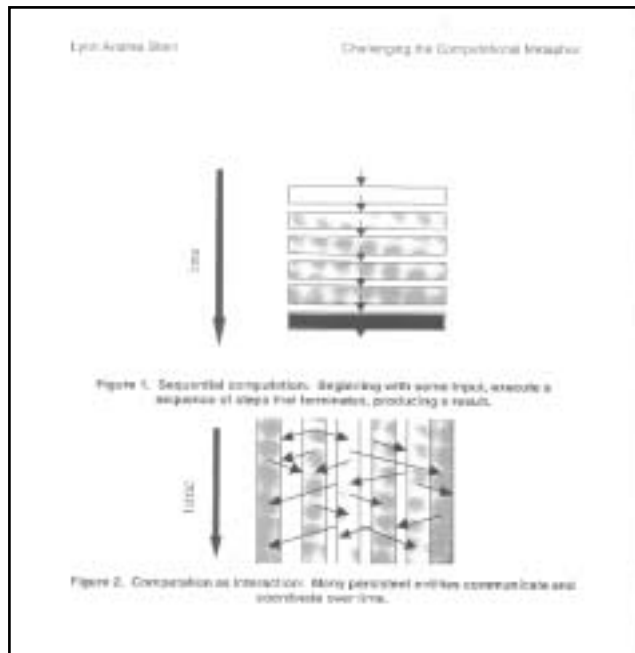 Lynn Andrea Stein
Challenging the Computational Metaphor
time
Figure 1. Sequential computation: Beginning with some input, execute a
sequence of steps that terminates, producing a result.
time
Figure 2. Computation as interaction: Many persistent entities communicate and
coordinate over time.